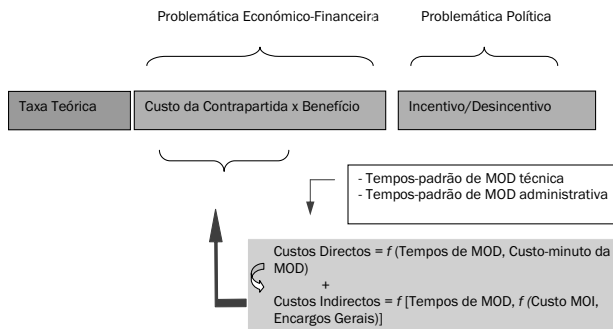 Problemática Económico-Financeira
Problemática Política
Taxa Teórica
Custo da Contrapartida x Benefício
Incentivo/Desincentivo
- Tempos-padrão de MOD técnica
- Tempos-padrão de MOD administrativa
Custos Directos = f (Tempos de MOD, Custo-minuto da
MOD)
+
Custos Indirectos = f [Tempos de MOD, f (Custo MOI,
Encargos Gerais)]